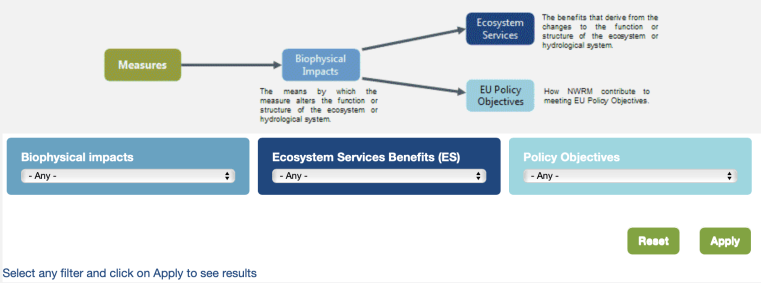 Measures
Biophysical
Impacts
The means by which the
measure alters the function or
structure of the ecosystem or
hydrological system.
Ecosystem
Services
The benefits that derive from the
changes to the function or
structure of the ecosystem or
hydrological system.
EU Policy
Objectives
How NWRM contribute to
meeting EU Policy Objectives.
Biophysical impacts
- Any -
Ecosystem Services Benefits (ES)
- Any -
Policy Objectives
- Any -
Reset
Apply
Select any filter and click on Apply to see results